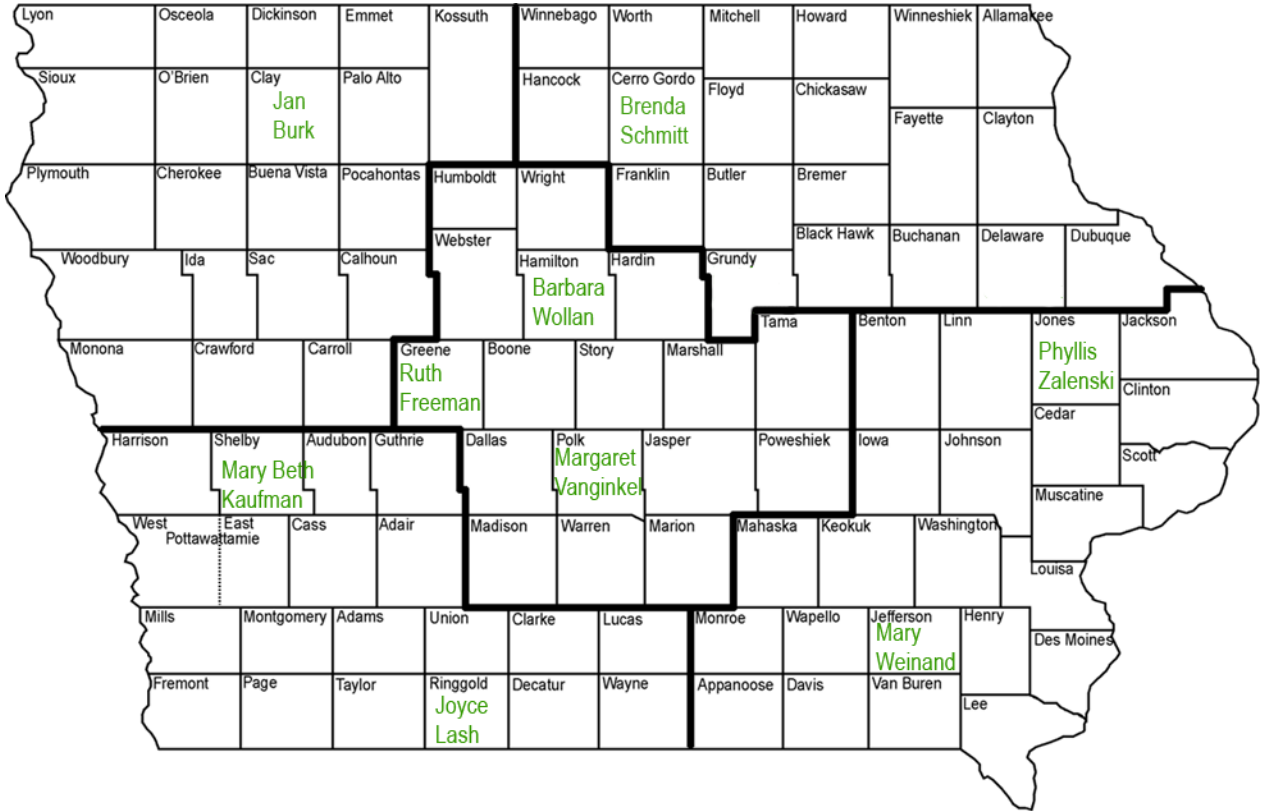 Lyon
Osceola
Dickinson
Emmet
Kossuth
Winnebago
Worth
Mitchell
Howard
Winneshiek
Allamakee
Sioux
O'Brien
Clay
Palo Alto
Hancock
Cerro Gordo
Floyd
Chickasaw
Jan
Burk
Brenda
Schmitt
Fayette
Clayton
Plymouth
Cherokee
Buena Vista
Pocahontas
Humboldt
Wright
Franklin
Butler
Bremer
Webster
Black Hawk
Buchanan
Delaware
Dubuque
Woodbury
Ida
Sac
Calhoun
Hamilton
Hardin
Grundy
Barbara
Wollan
Tama
Benton
Linn
Jones
Jackson
Monona
Crawford
Carroll
Greene
Boone
Story
Marshall
Ruth
Freeman
Phyllis
Zalenski
Clinton
Cedar
Harrison
Shelby
Audubon
Guthrie
Dallas
Polk
Jasper
Poweshiek
Iowa
Johnson
Scott
Mary Beth
Kaufman
Margaret
Vanginkel
Muscatine
West
East
Pottawattamie
Cass
Adair
Madison
Warren
Marion
Mahaska
Keokuk
Washington
Louisa
Mills
Montgomery
Adams
Union
Clarke
Lucas
Monroe
Wapello
Jefferson
Henry
Mary
Weinand
Des Moines
Fremont
Page
Taylor
Ringgold
Decatur
Wayne
Appanoose
Davis
Van Buren
Lee
Joyce
Lash